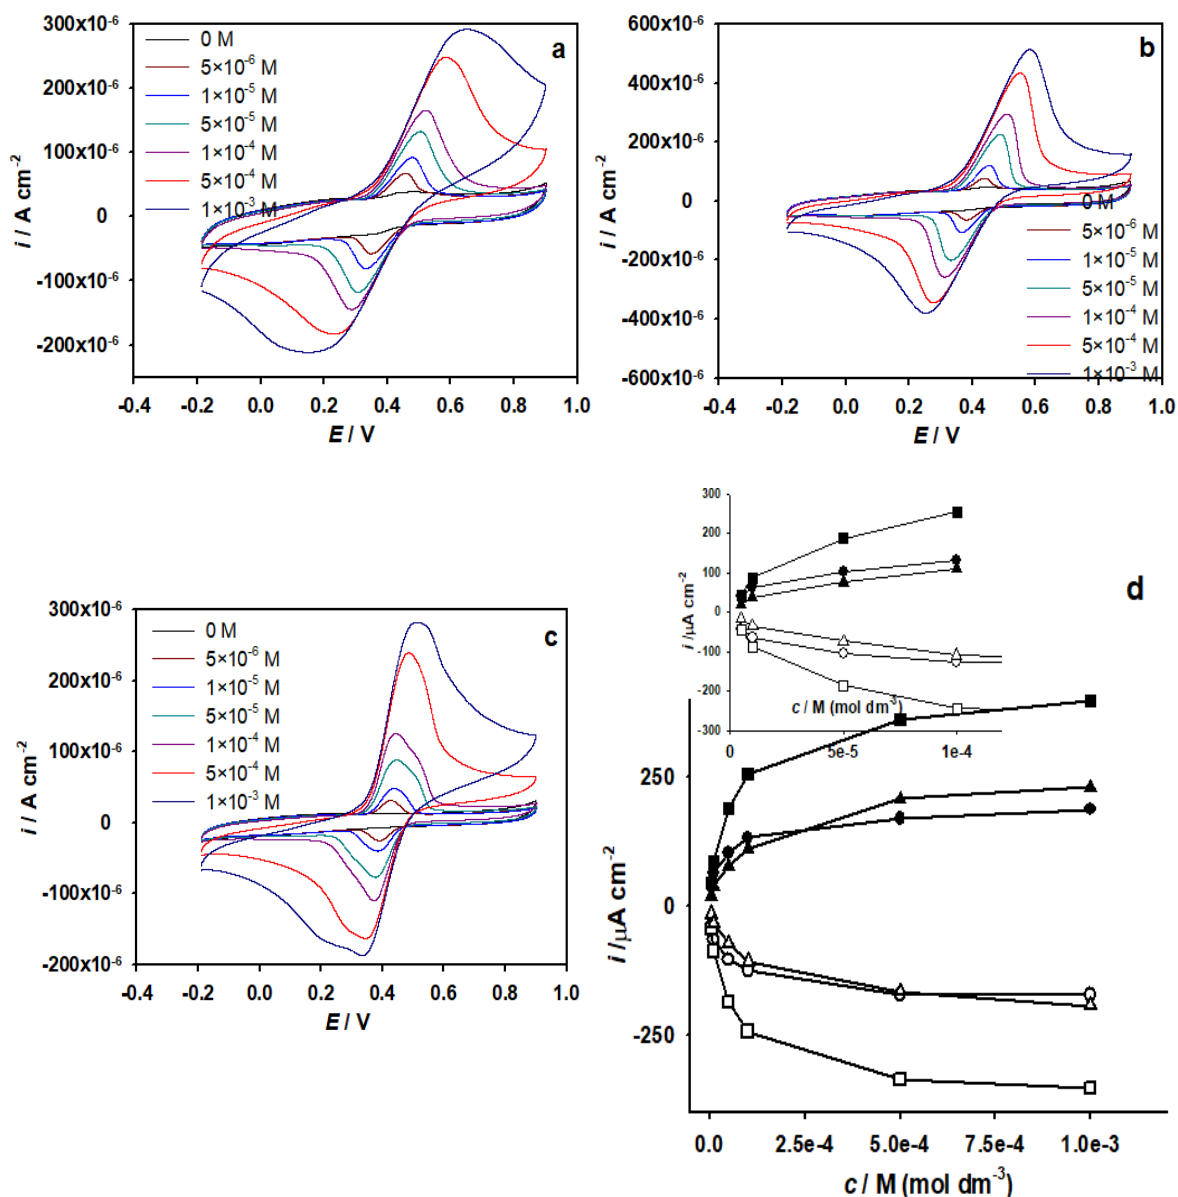 a
300x10⁻⁶
200x10⁻⁶
100x10⁻⁶
0
-100x10⁻⁶
-200x10⁻⁶
i / A cm⁻²
0 M
5×10⁻⁶ M
1×10⁻⁵ M
5×10⁻⁵ M
1×10⁻⁴ M
5×10⁻⁴ M
1×10⁻³ M
-0.4 -0.2 0.0 0.2 0.4 0.6 0.8 1.0
E / V
b
600x10⁻⁶
400x10⁻⁶
200x10⁻⁶
0
-200x10⁻⁶
-400x10⁻⁶
-600x10⁻⁶
i / A cm⁻²
0 M
5×10⁻⁶ M
1×10⁻⁵ M
5×10⁻⁵ M
1×10⁻⁴ M
5×10⁻⁴ M
1×10⁻³ M
-0.4 -0.2 0.0 0.2 0.4 0.6 0.8 1.0
E / V
c
300x10⁻⁶
200x10⁻⁶
100x10⁻⁶
0
-100x10⁻⁶
-200x10⁻⁶
i / A cm⁻²
0 M
5×10⁻⁶ M
1×10⁻⁵ M
5×10⁻⁵ M
1×10⁻⁴ M
5×10⁻⁴ M
1×10⁻³ M
-0.4 -0.2 0.0 0.2 0.4 0.6 0.8 1.0
E / V
d
300
200
100
0
-100
-200
-300
i /µA cm⁻²
c / M (mol dm⁻³)
0 5e-5 1e-4
250
0
-250
i /µA cm⁻²
0.0 2.5e-4 5.0e-4 7.5e-4 1.0e-3
c / M (mol dm⁻³)